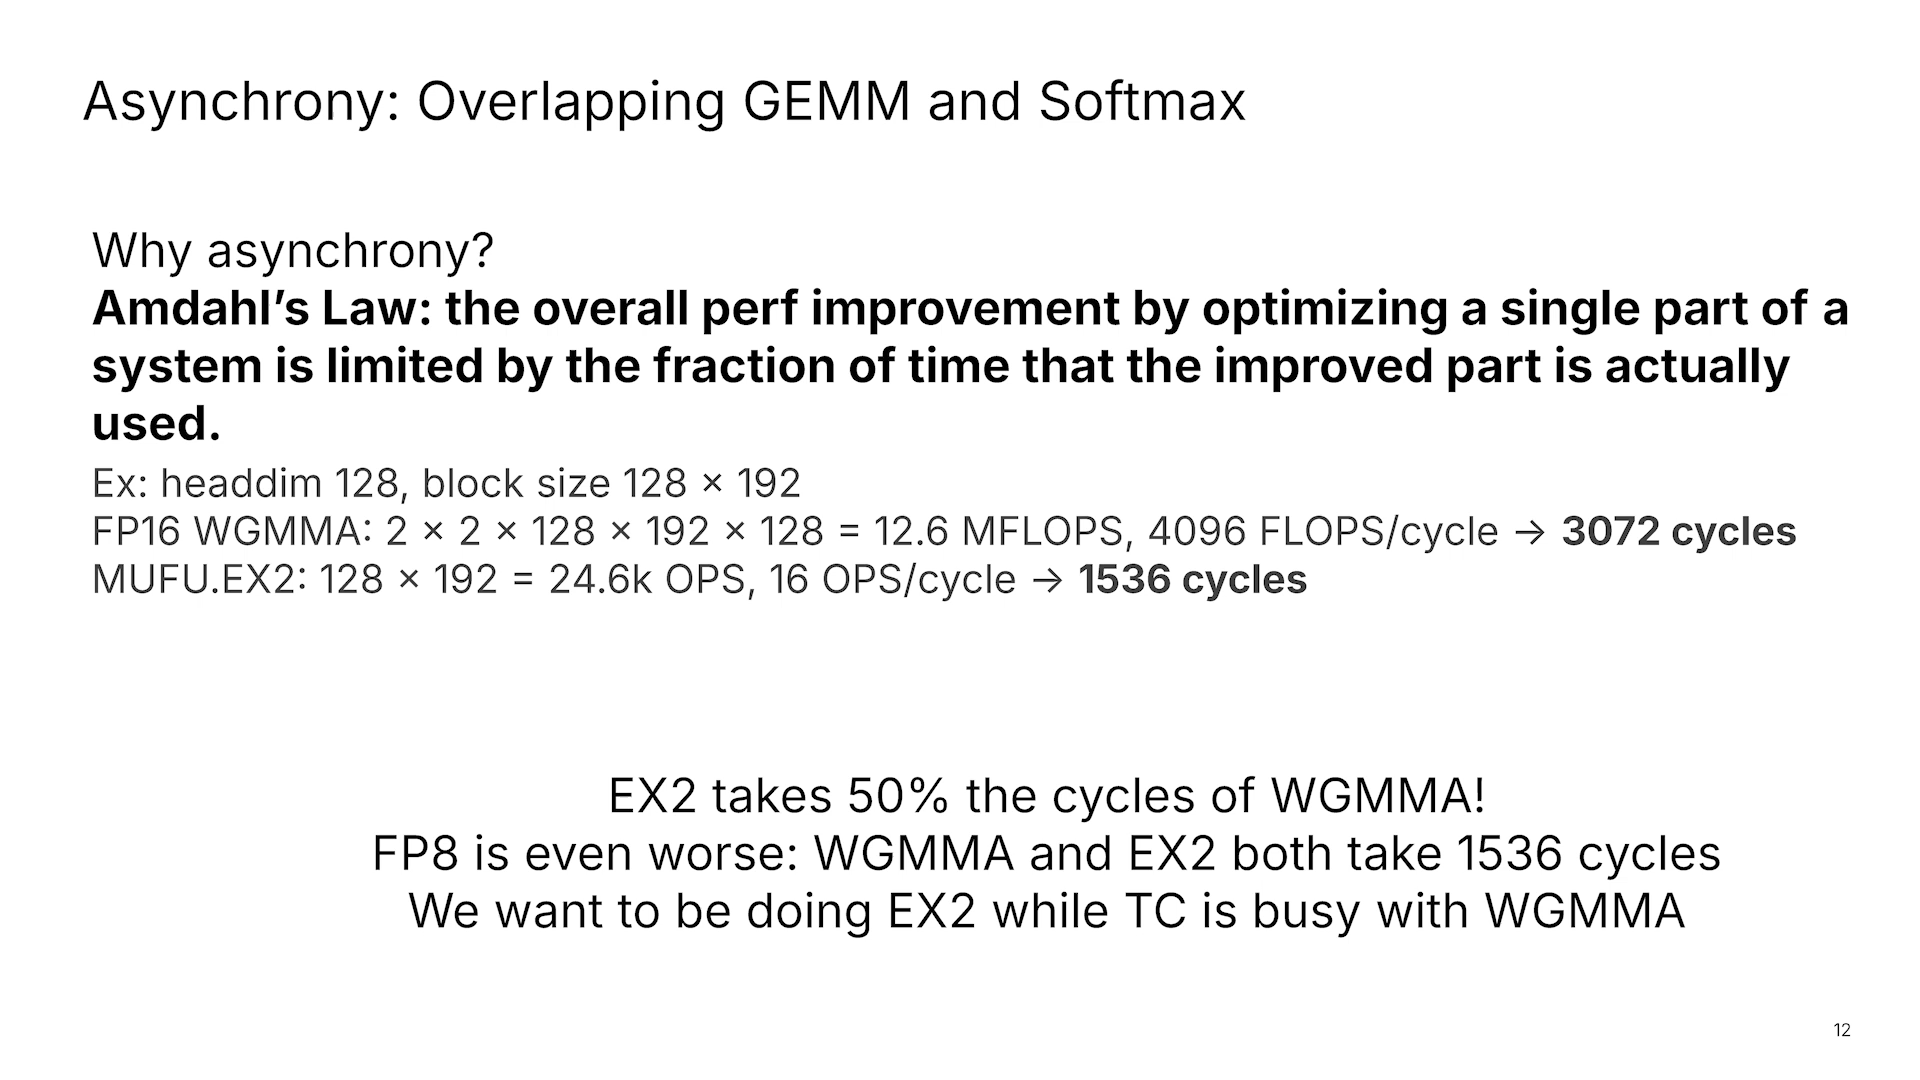 Asynchrony: Overlapping GEMM and Softmax
Why asynchrony?
Amdahl’s Law: the overall perf improvement by optimizing a single part of a
system is limited by the fraction of time that the improved part is actually
used.
Ex: headdim 128, block size 128 × 192
FP16 WGMMA: 2 × 2 × 128 × 192 × 128 = 12.6 MFLOPS, 4096 FLOPS/cycle → 3072 cycles
MUFU.EX2: 128 × 192 = 24.6k OPS, 16 OPS/cycle → 1536 cycles
EX2 takes 50% the cycles of WGMMA!
FP8 is even worse: WGMMA and EX2 both take 1536 cycles
We want to be doing EX2 while TC is busy with WGMMA
12